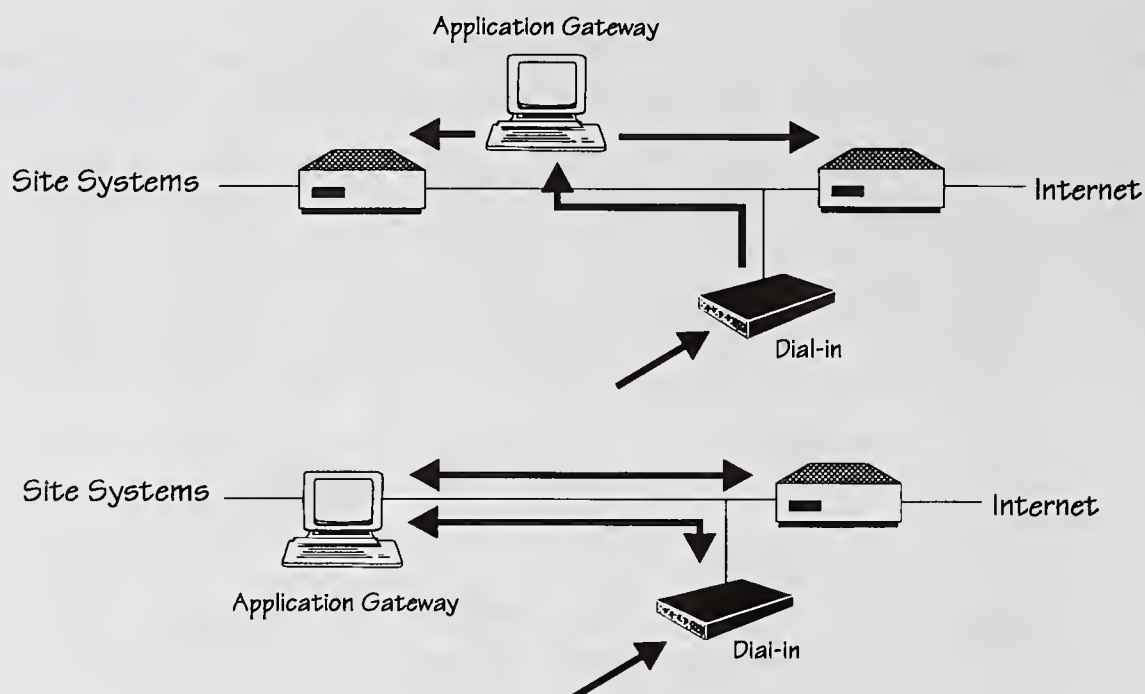 Application Gateway
Site Systems
Internet
Dial-in
Site Systems
Internet
Application Gateway
Dial-in